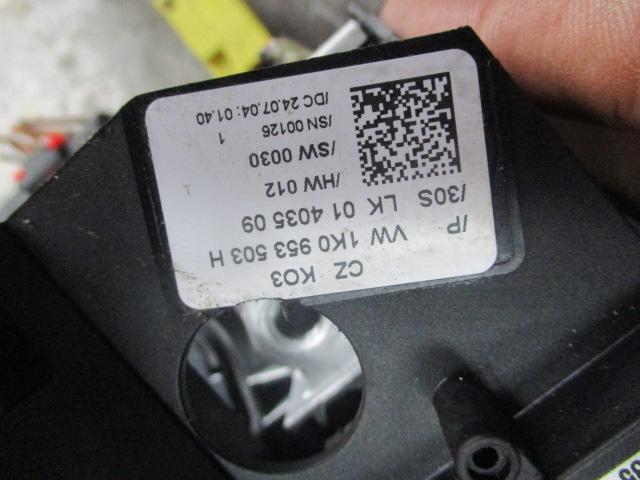 CZ KO3
VW 1K0 953 503 H
/P
/30S LK 01 4035 09
/HW 012
/SW 0030
1
/SN 00126
/DC 24.07.04: 01.40